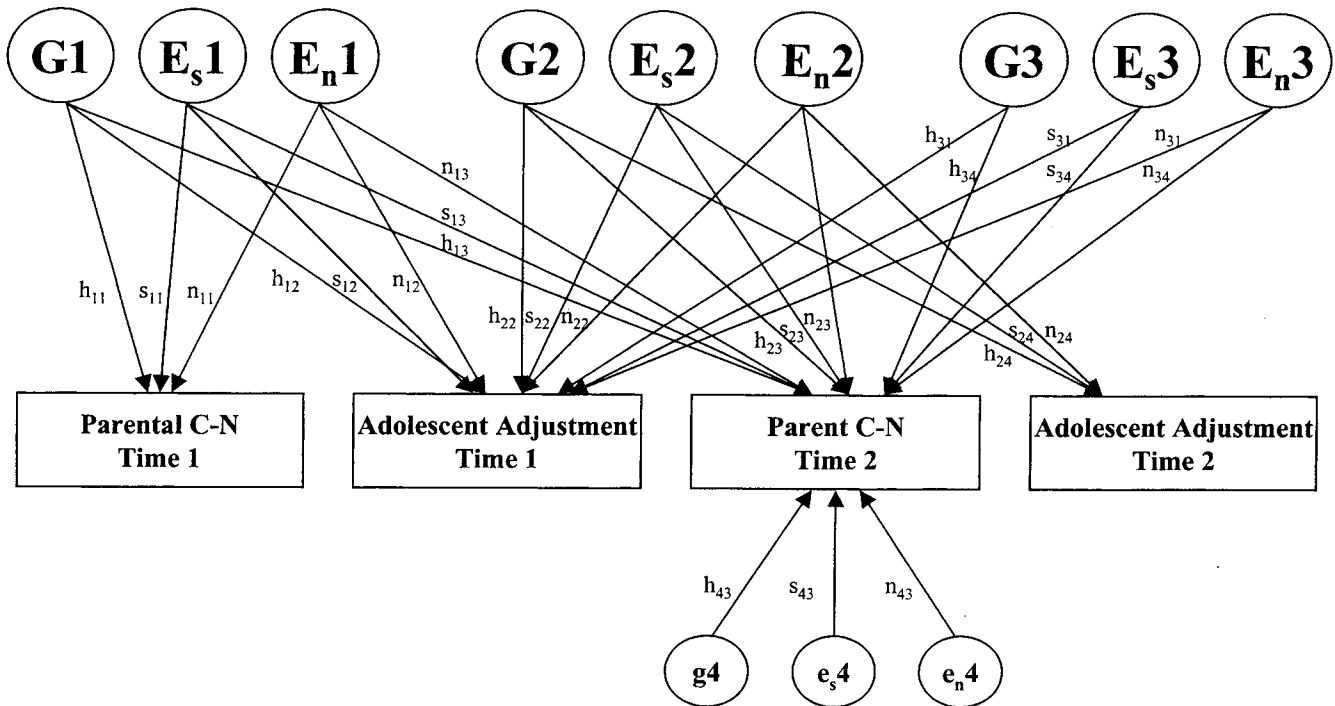 G1 Eₛ1 Eₙ1 G2 Eₛ2 Eₙ2 G3 Eₛ3 Eₙ3
h₃₁ s₃₁ n₃₁
n₁₃ h₃₄ s₃₄ n₃₄
s₁₃
h₁₃
h₁₁ s₁₁ n₁₁ h₁₂ s₁₂ n₁₂ h₂₂ s₂₂ n₂₂ h₂₃ s₂₃ n₂₃ h₂₄ s₂₄ n₂₄
Parental C-N
Time 1
Adolescent Adjustment
Time 1
Parent C-N
Time 2
Adolescent Adjustment
Time 2
h₄₃ s₄₃ n₄₃
g4 eₛ4 eₙ4